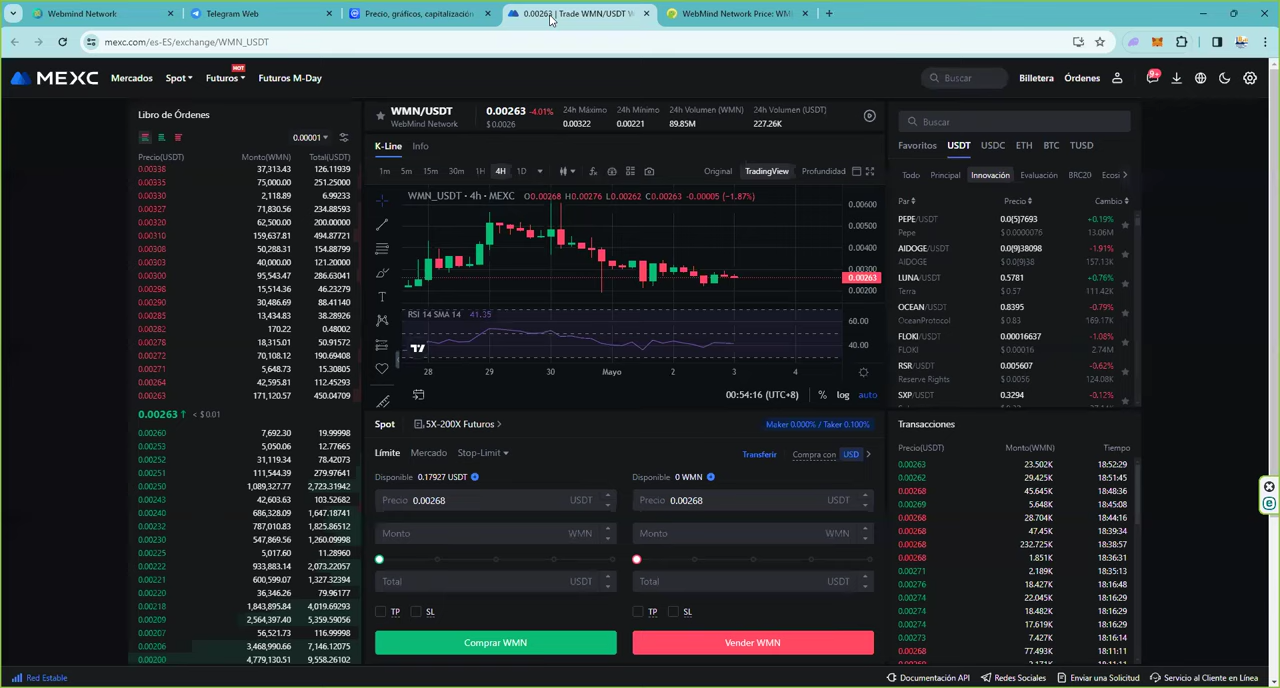 Webmind Network
Telegram Web
Precio, gráficos, capitalización
0.00263 | Trade WMN/USDT
WebMind Network Price: WM
mexc.com/es-ES/exchange/WMN_USDT
MEXC
Mercados
Spot
Futuros
HOT
Futuros M-Day
Buscar
Billetera
Órdenes
9+
Libro de Órdenes
0.00001
Precio(USDT) Monto(WMN) Total(USDT)
0.00338 37,313.43 126.11939
0.00335 75,000.00 251.25000
0.00330 2,118.89 6.99233
0.00327 71,830.56 234.88593
0.00320 62,500.00 200.00000
0.00310 159,637.81 494.87721
0.00308 50,288.31 154.88799
0.00303 40,000.00 121.20000
0.00300 95,543.47 286.63041
0.00298 15,514.36 46.23279
0.00290 30,486.69 88.41140
0.00285 13,434.83 38.28926
0.00282 170.22 0.48002
0.00278 18,315.01 50.91572
0.00272 70,108.12 190.69408
0.00271 5,648.73 15.30805
0.00264 42,595.81 112.45293
0.00263 171,120.57 450.04709
0.00263 ↑ < $0.01
0.00260 7,692.30 19.99998
0.00253 5,050.06 12.77665
0.00252 31,119.34 78.42073
0.00251 111,544.39 279.97641
0.00250 1,089,327.77 2,723.31942
0.00243 42,603.63 103.52682
0.00240 686,328.09 1,647.18741
0.00232 787,010.83 1,825.86512
0.00230 547,869.56 1,260.09998
0.00225 5,017.60 11.28960
0.00222 933,883.14 2,073.22057
0.00221 600,599.07 1,327.32394
0.00220 36,346.26 79.96177
0.00218 1,843,895.84 4,019.69293
0.00209 2,564,397.40 5,359.59056
0.00207 56,521.73 116.99998
0.00206 3,468,990.66 7,146.12075
0.00200 4,779,130.51 9,558.26102
WMN/USDT
WebMind Network
0.00263 -4.01%
$ 0.0026
24h Máximo
0.00322
24h Mínimo
0.00221
24h Volumen (WMN)
89.85M
24h Volumen (USDT)
227.26K
K-Line
Info
1m 5m 15m 30m 1H 4H 1D
Original
TradingView
Profundidad
WMN_USDT · 4h · MEXC O0.00268 H0.00276 L0.00262 C0.00263 -0.00005 (-1.87%)
0.00600
0.00500
0.00400
0.00300
0.00263
0.00200
RSI 14 SMA 14 41.35
60.00
40.00
28 29 30 Mayo 2 3 4
00:54:16 (UTC+8)
% log auto
Spot
5X-200X Futuros
Maker 0.000% / Taker 0.100%
Límite
Mercado
Stop-Limit
Transferir
Compra con
USD
Disponible 0.17927 USDT
Precio 0.00268 USDT
Monto WMN
Total USDT
TP SL
Comprar WMN
Disponible 0 WMN
Precio 0.00268 USDT
Monto WMN
Total USDT
TP SL
Vender WMN
Buscar
Favoritos USDT USDC ETH BTC TUSD
Todo Principal Innovación Evaluación BRC20 Ecosi
Par Precio Cambio
PEPE/USDT 0.0{5}7693 +0.19%
Pepe $ 0.0000076 13.06M
AIDOGE/USDT 0.0{9}38098 -1.91%
AIDOGE $ 0.0{9}38 157.13K
LUNA/USDT 0.5781 +0.76%
Terra $ 0.57 111.42K
OCEAN/USDT 0.8395 -0.79%
OceanProtocol $ 0.83 169.17K
FLOKI/USDT 0.00016637 -1.08%
FLOKI $ 0.00016 2.74M
RSR/USDT 0.005607 -0.62%
Reserve Rights $ 0.0056 124.08K
SXP/USDT 0.3294 -0.12%
Transacciones
Precio(USDT) Monto(WMN) Tiempo
0.00263 23.502K 18:52:29
0.00262 29.425K 18:51:45
0.00268 45.645K 18:48:36
0.00269 5.648K 18:45:08
0.00268 28.704K 18:44:16
0.00268 47.45K 18:39:34
0.00268 232.725K 18:38:57
0.00268 1.851K 18:36:31
0.00271 2.189K 18:35:13
0.00276 18.427K 18:16:48
0.00274 22.045K 18:16:29
0.00274 18.482K 18:16:29
0.00274 17.619K 18:16:29
0.00273 7.427K 18:16:14
0.00268 77.493K 18:11:11
Red Estable
Documentación API
Redes Sociales
Enviar una Solicitud
Servicio al Cliente en Línea